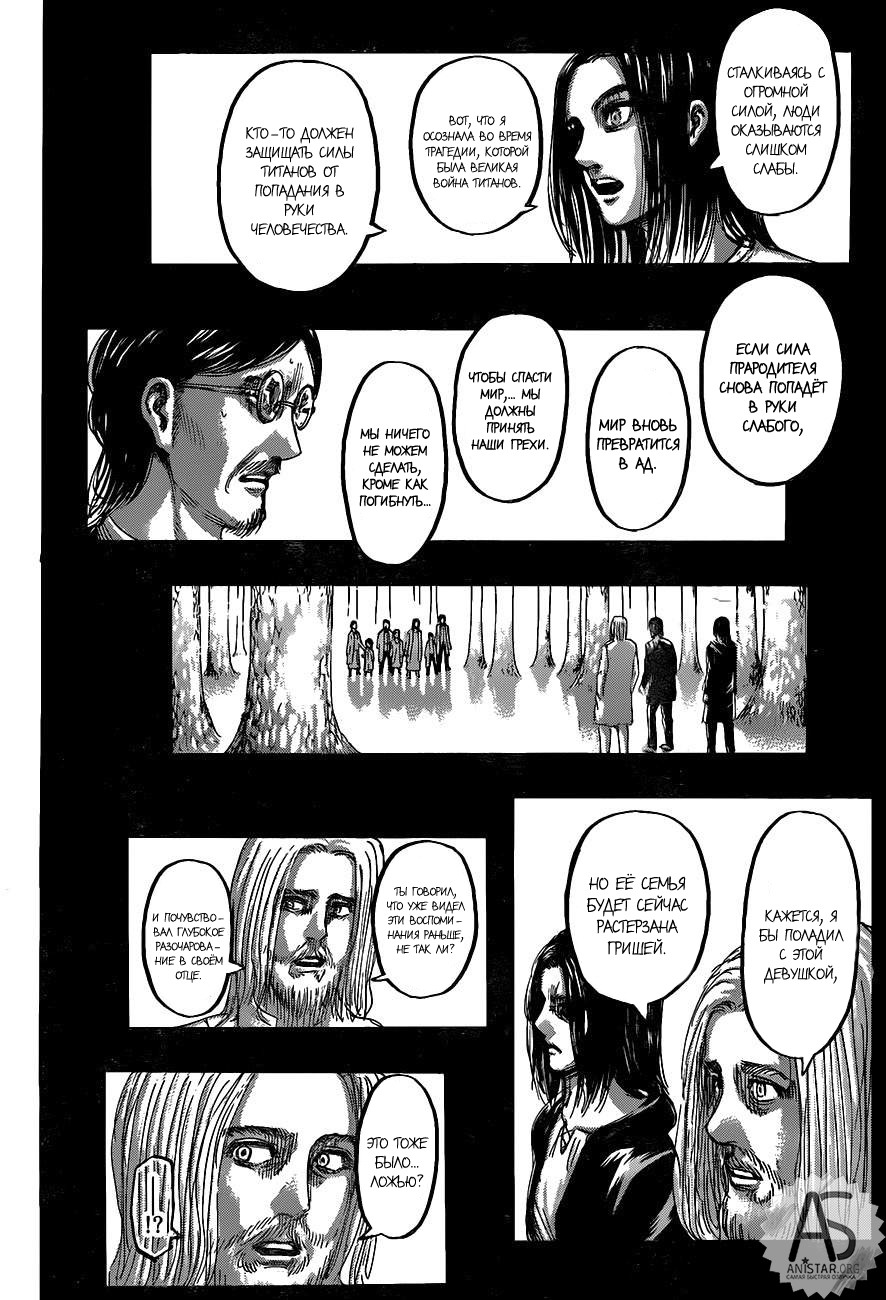 СТАЛКИВАЯСЬ С
ОГРОМНОЙ
СИЛОЙ, ЛЮДИ
ОКАЗЫВАЮТСЯ
СЛИШКОМ
СЛАБЫ.
ВОТ, ЧТО Я
ОСОЗНАЛА ВО ВРЕМЯ
ТРАГЕДИИ, КОТОРОЙ
БЫЛА ВЕЛИКАЯ
ВОЙНА ТИТАНОВ.
КТО-ТО ДОЛЖЕН
ЗАЩИЩАТЬ СИЛЫ
ТИТАНОВ ОТ
ПОПАДАНИЯ В
РУКИ
ЧЕЛОВЕЧЕСТВА.
ЕСЛИ СИЛА
ПРАРОДИТЕЛЯ
СНОВА ПОПАДЁТ
В РУКИ
СЛАБОГО,
МИР ВНОВЬ
ПРЕВРАТИТСЯ
В АД.
ЧТОБЫ СПАСТИ
МИР,... МЫ
ДОЛЖНЫ
ПРИНЯТЬ
НАШИ ГРЕХИ.
МЫ НИЧЕГО
НЕ МОЖЕМ
СДЕЛАТЬ,
КРОМЕ КАК
ПОГИБНУТЬ...
КАЖЕТСЯ, Я
БЫ ПОЛАДИЛ
С ЭТОЙ
ДЕВУШКОЙ,
НО ЕЁ СЕМЬЯ
БУДЕТ СЕЙЧАС
РАСТЕРЗАНА
ГРИШЕЙ.
ТЫ ГОВОРИЛ,
ЧТО УЖЕ ВИДЕЛ
ЭТИ ВОСПОМИ-
НАНИЯ РАНЬШЕ,
НЕ ТАК ЛИ?
И ПОЧУВСТВО-
ВАЛ ГЛУБОКОЕ
РАЗОЧАРОВА-
НИЕ В СВОЁМ
ОТЦЕ.
ЭТО ТОЖЕ
БЫЛО...
ЛОЖЬЮ?
!?
AS
ANISTAR.ORG
САМАЯ БЫСТРАЯ ОЗВУЧКА